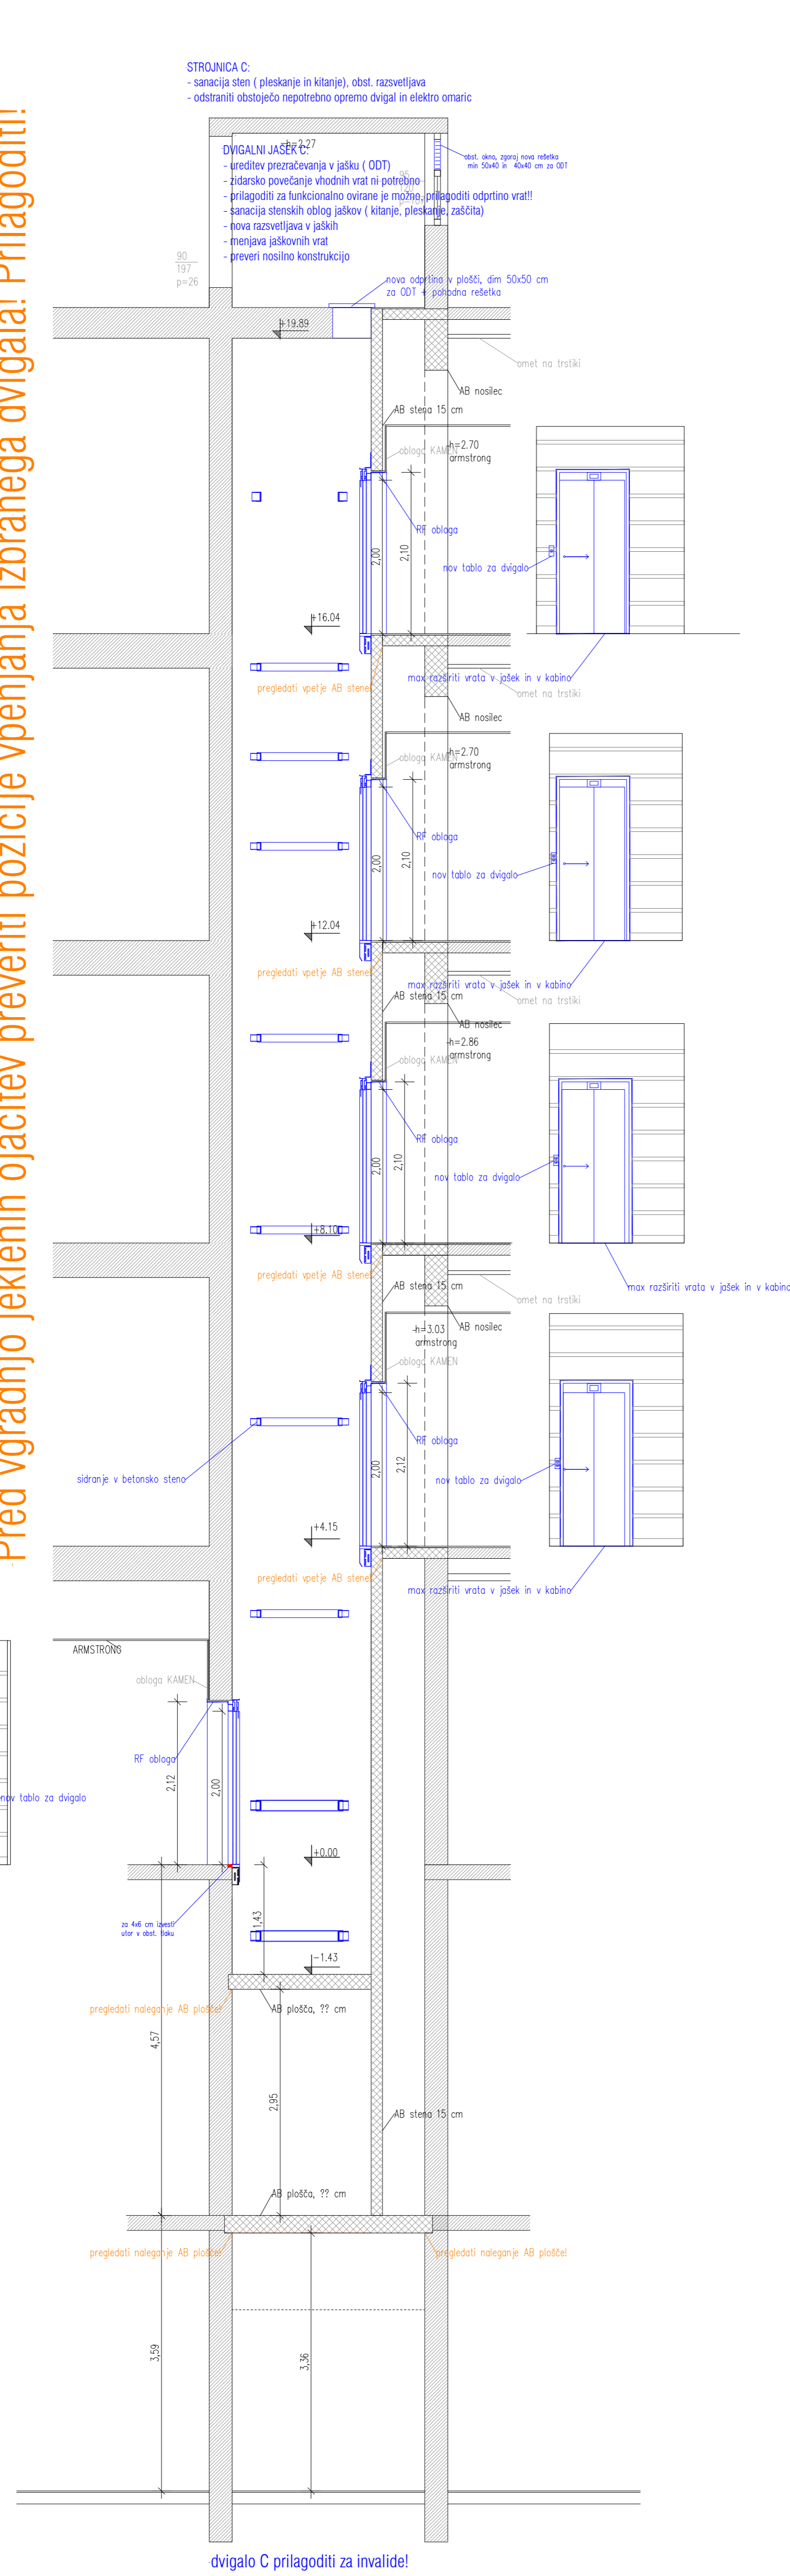 STROJNICA C:
- sanacija sten ( pleskanje in kitanje), obst. razsvetljava
- odstraniti obstoječo nepotrebno opremo dvigal in elektro omaric
h=2.27
DVIGALNI JAŠEK C:
- ureditev prezračevanja v jašku ( ODT)
- zidarsko povečanje vhodnih vrat ni potrebno
- prilagoditi za funkcionalno ovirane je možno, prilagoditi odprtino vrat!!
- sanacija stenskih oblog jaškov ( kitanje, pleskanje, zaščita)
- nova razsvetljava v jaških
- menjava jaškovnih vrat
- preveri nosilno konstrukcijo
obst. okno, zgoraj nova rešetka
min 50x40 in 40x40 cm za ODT
95
90
197
p=26
nova odprtina v plošči, dim 50x50 cm
za ODT + pohodna rešetka
+19.89
omet na trstiki
AB nosilec
AB stena 15 cm
obloga KAMEN
h=2.70
armstrong
RF obloga
2,00
2,10
nov tablo za dvigalo
+16.04
max razširiti vrata v jašek in v kabino
pregledati vpetje AB stene!
omet na trstiki
AB nosilec
h=2.70
armstrong
obloga KAMEN
RF obloga
2,00
2,10
nov tablo za dvigalo
+12.04
pregledati vpetje AB stene!
max razširiti vrata v jašek in v kabino
AB stena 15 cm
omet na trstiki
AB nosilec
h=2.86
armstrong
obloga KAMEN
RF obloga
2,00
2,10
nov tablo za dvigalo
+8.10
pregledati vpetje AB stene!
AB stena 15 cm
max razširiti vrata v jašek in v kabino
omet na trstiki
AB nosilec
h=3.03
armstrong
obloga KAMEN
RF obloga
2,00
2,12
sidranje v betonsko steno
nov tablo za dvigalo
+4.15
pregledati vpetje AB stene!
max razširiti vrata v jašek in v kabino
ARMSTRONG
obloga KAMEN
RF obloga
2,12
2,00
nov tablo za dvigalo
+0.00
za 4x6 cm izvesti
utor v obst. tlaku
1,43
-1.43
pregledati naleganje AB plošče!
AB plošča, ?? cm
4,57
2,95
AB stena 15 cm
AB plošča, ?? cm
pregledati naleganje AB plošče!
pregledati naleganje AB plošče!
3,59
3,36
dvigalo C prilagoditi za invalide!
Pred vgradnjo jeklenih ojačitev preveriti pozicije vpenjanja izbranega dvigala! Prilagoditi!